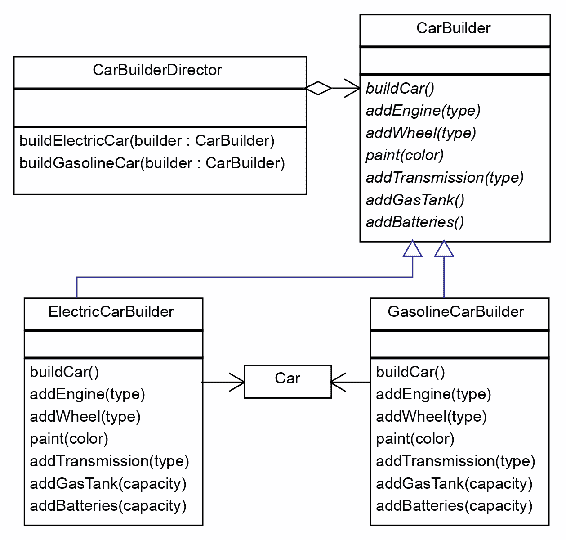 CarBuilder
buildCar()
addEngine(type)
addWheel(type)
paint(color)
addTransmission(type)
addGasTank()
addBatteries()
CarBuilderDirector
buildElectricCar(builder : CarBuilder)
buildGasolineCar(builder : CarBuilder)
ElectricCarBuilder
buildCar()
addEngine(type)
addWheel(type)
paint(color)
addTransmission(type)
addGasTank(capacity)
addBatteries(capacity)
Car
GasolineCarBuilder
buildCar()
addEngine(type)
addWheel(type)
paint(color)
addTransmission(type)
addGasTank(capacity)
addBatteries(capacity)